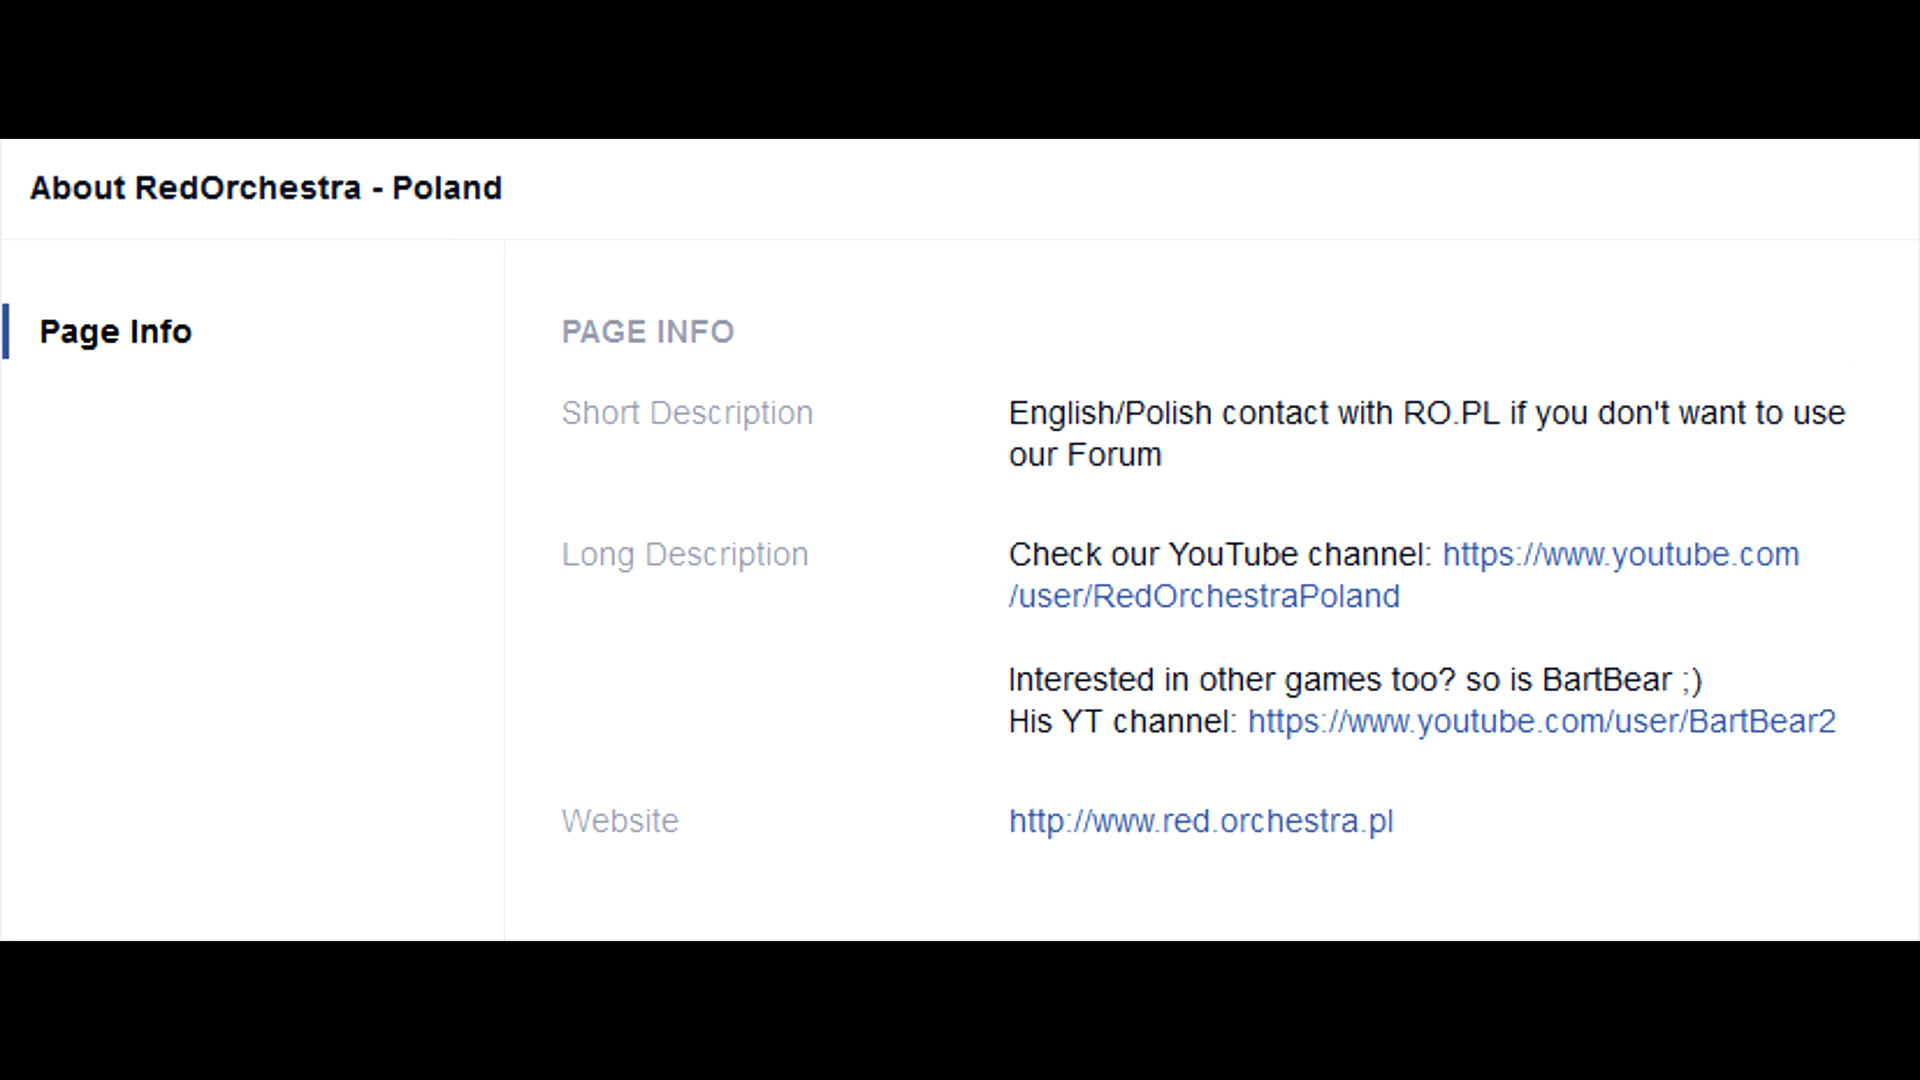 About RedOrchestra - Poland
Page Info
PAGE INFO
Short Description
English/Polish contact with RO.PL if you don't want to use
our Forum
Long Description
Check our YouTube channel: https://www.youtube.com
/user/RedOrchestraPoland
Interested in other games too? so is BartBear ;)
His YT channel: https://www.youtube.com/user/BartBear2
Website
http://www.red.orchestra.pl